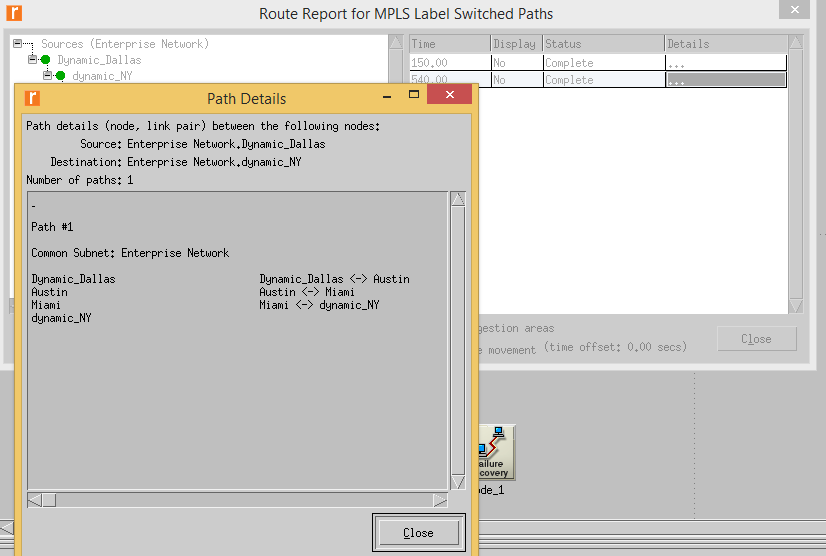 Route Report for MPLS Label Switched Paths
Sources (Enterprise Network)
Dynamic_Dallas
dynamic_NY
Time Display Status Details
150.00 No Complete ...
540.00 No Complete ...
Path Details
Path details (node, link pair) between the following nodes:
Source: Enterprise Network.Dynamic_Dallas
Destination: Enterprise Network.dynamic_NY
Number of paths: 1
-
Path #1
Common Subnet: Enterprise Network
Dynamic_Dallas Dynamic_Dallas <-> Austin
Austin Austin <-> Miami
Miami Miami <-> dynamic_NY
dynamic_NY
Close
gestion areas
e movement (time offset: 0.00 secs)
Close
ailure
covery
ode_1